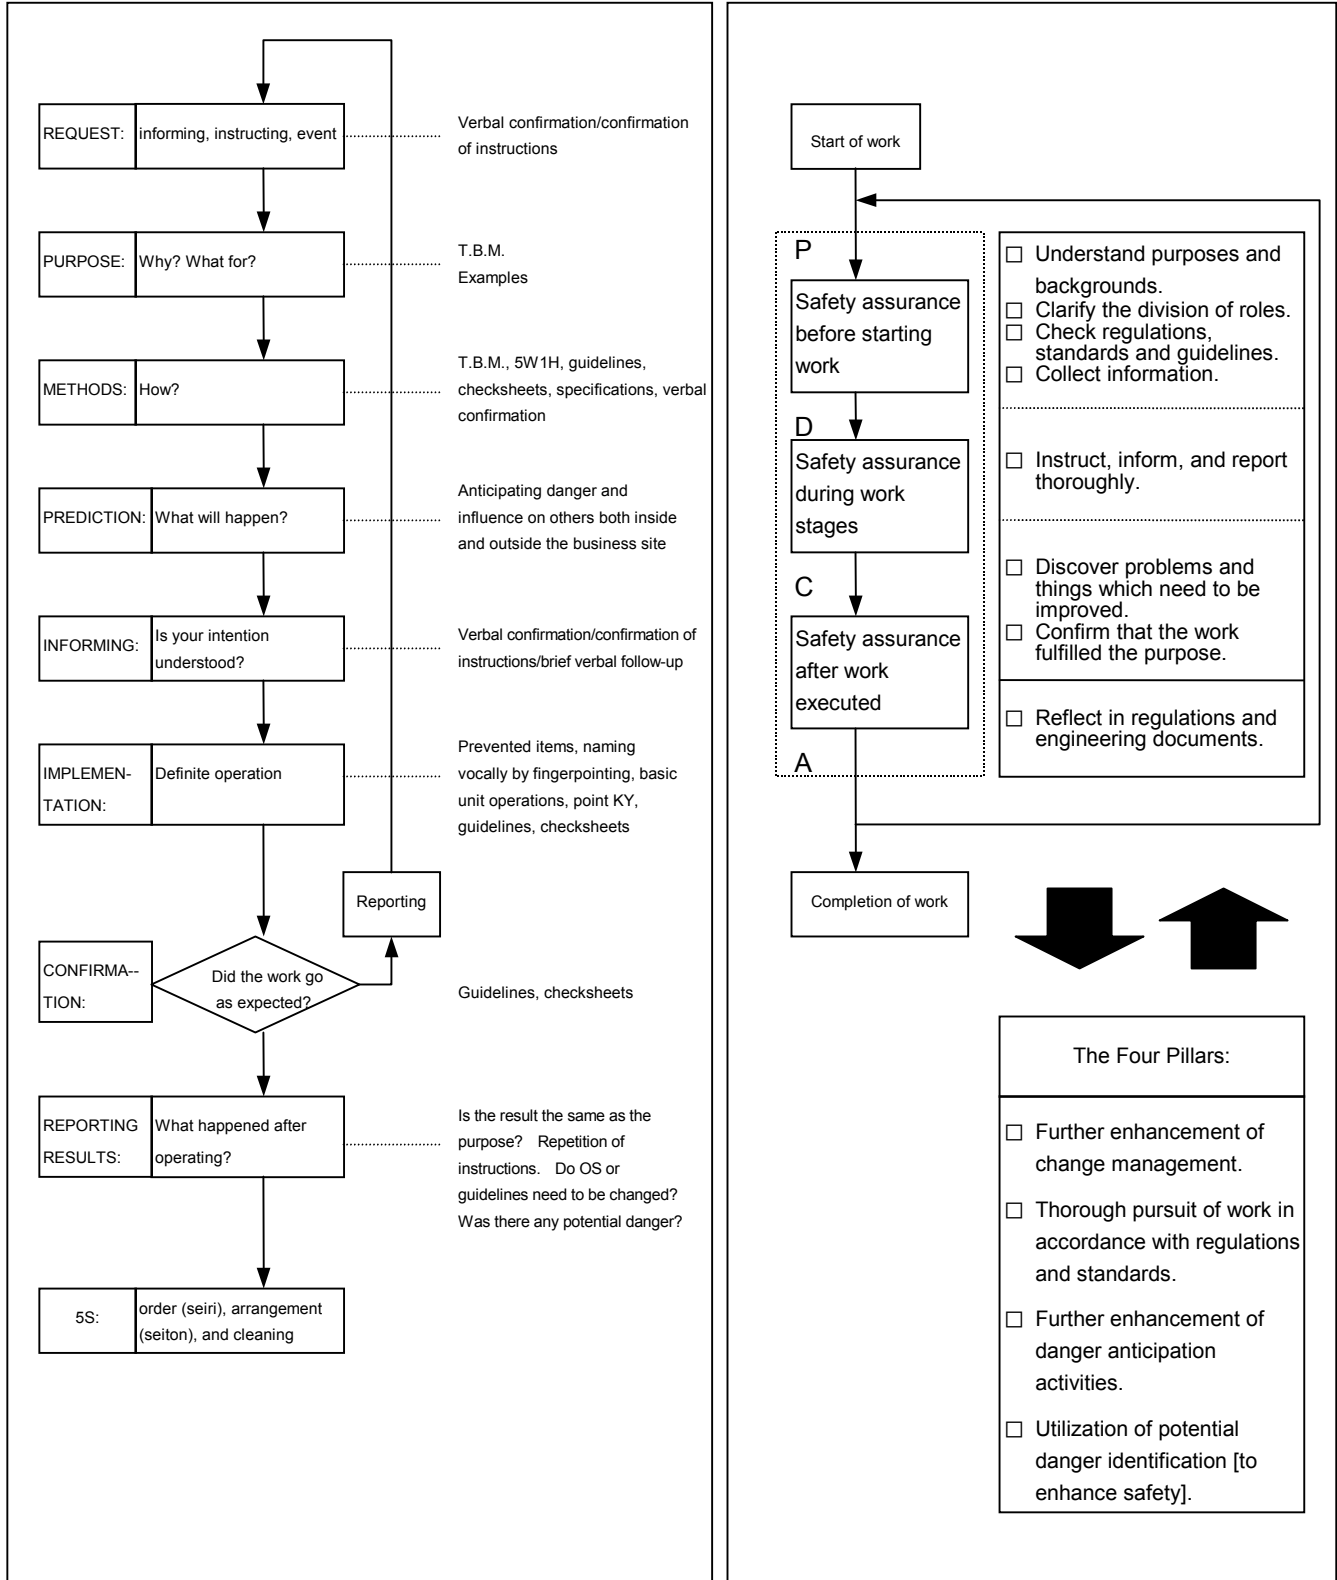 REQUEST:
informing, instructing, event
Verbal confirmation/confirmation
of instructions
PURPOSE:
Why? What for?
T.B.M.
Examples
METHODS:
How?
T.B.M., 5W1H, guidelines,
checksheets, specifications, verbal
confirmation
PREDICTION:
What will happen?
Anticipating danger and
influence on others both inside
and outside the business site
INFORMING:
Is your intention
understood?
Verbal confirmation/confirmation of
instructions/brief verbal follow-up
IMPLEMEN-
TATION:
Definite operation
Prevented items, naming
vocally by fingerpointing, basic
unit operations, point KY,
guidelines, checksheets
Reporting
CONFIRMA--
TION:
Did the work go
as expected?
Guidelines, checksheets
REPORTING
RESULTS:
What happened after
operating?
Is the result the same as the
purpose? Repetition of
instructions. Do OS or
guidelines need to be changed?
Was there any potential danger?
5S:
order (seiri), arrangement
(seiton), and cleaning
Start of work
P
Safety assurance
before starting
work
D
Safety assurance
during work
stages
C
Safety assurance
after work
executed
A
Completion of work
□ Understand purposes and
backgrounds.
□ Clarify the division of roles.
□ Check regulations,
standards and guidelines.
□ Collect information.
□ Instruct, inform, and report
thoroughly.
□ Discover problems and
things which need to be
improved.
□ Confirm that the work
fulfilled the purpose.
□ Reflect in regulations and
engineering documents.
The Four Pillars:
□ Further enhancement of
change management.
□ Thorough pursuit of work in
accordance with regulations
and standards.
□ Further enhancement of
danger anticipation
activities.
□ Utilization of potential
danger identification [to
enhance safety].